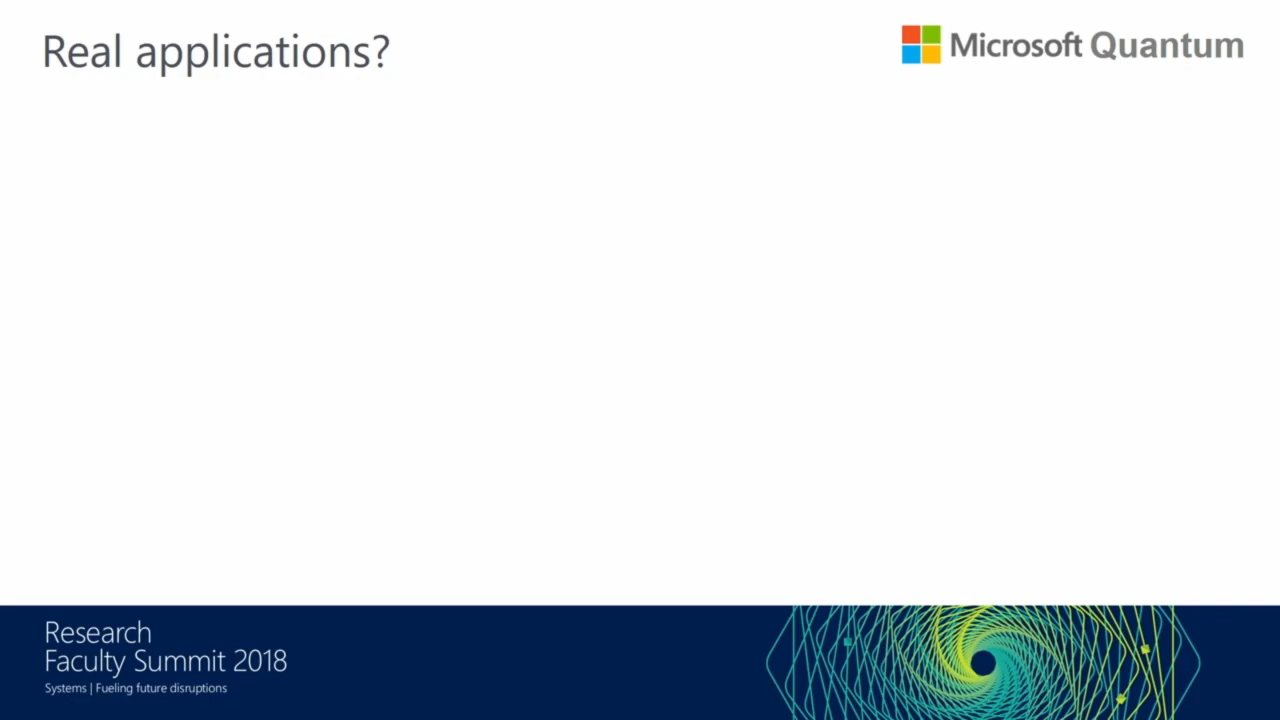 Real applications?
Microsoft Quantum
Research
Faculty Summit 2018
Systems | Fueling future disruptions